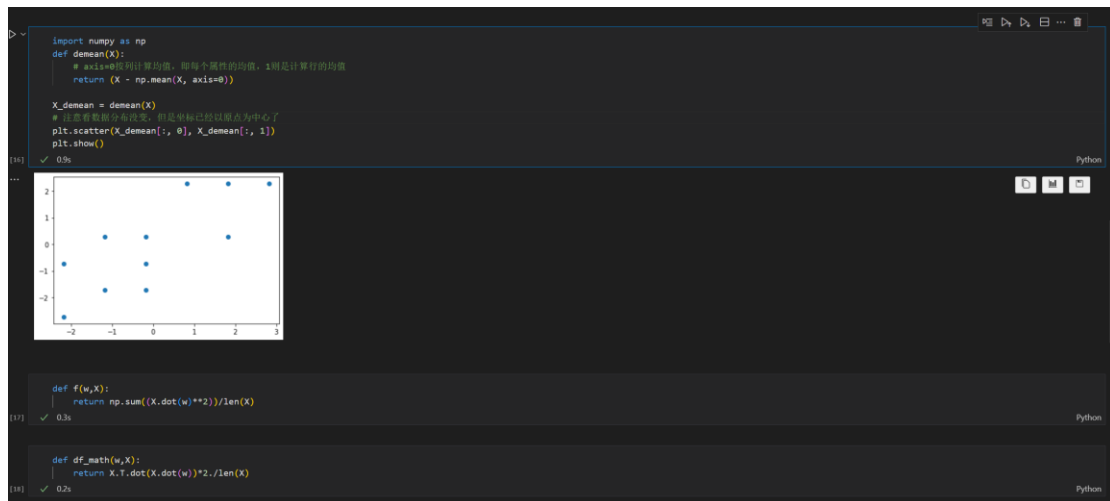 import numpy as np
def demean(X):
# axis=0按列计算均值，即每个属性的均值，1则是计算行的均值
return (X - np.mean(X, axis=0))
X_demean = demean(X)
# 注意看数据分布没变，但是坐标已经以原点为中心了
plt.scatter(X_demean[:, 0], X_demean[:, 1])
plt.show()
[16]
0.9s
Python
2
1
0
−1
−2
−2 −1 0 1 2 3
def f(w,X):
return np.sum((X.dot(w)**2))/len(X)
[17]
0.3s
Python
def df_math(w,X):
return X.T.dot(X.dot(w))*2./len(X)
[18]
0.2s
Python